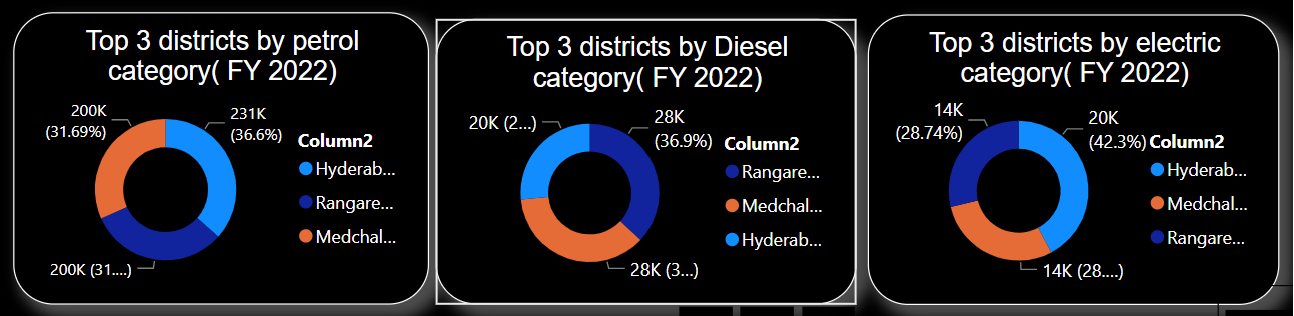 Top 3 districts by petrol
category( FY 2022)
200K
(31.69%)
231K
(36.6%)
Column2
Hyderab...
Rangare...
Medchal...
200K (31....)
Top 3 districts by Diesel
category( FY 2022)
20K (2...)
28K
(36.9%)
Column2
Rangare...
Medchal...
Hyderab...
28K (3...)
Top 3 districts by electric
category( FY 2022)
14K
(28.74%)
20K
(42.3%)
Column2
Hyderab...
Medchal...
Rangare...
14K (28....)